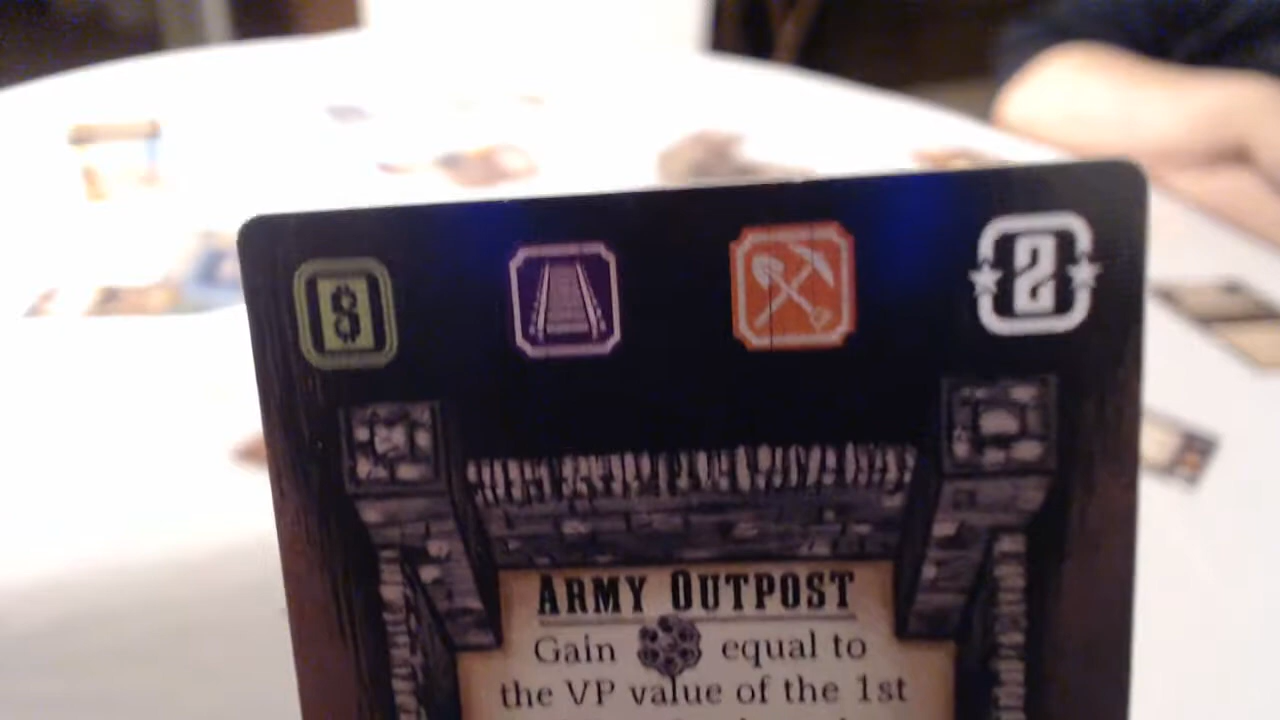 $ 2
ARMY OUTPOST
Gain equal to
the VP value of the 1st